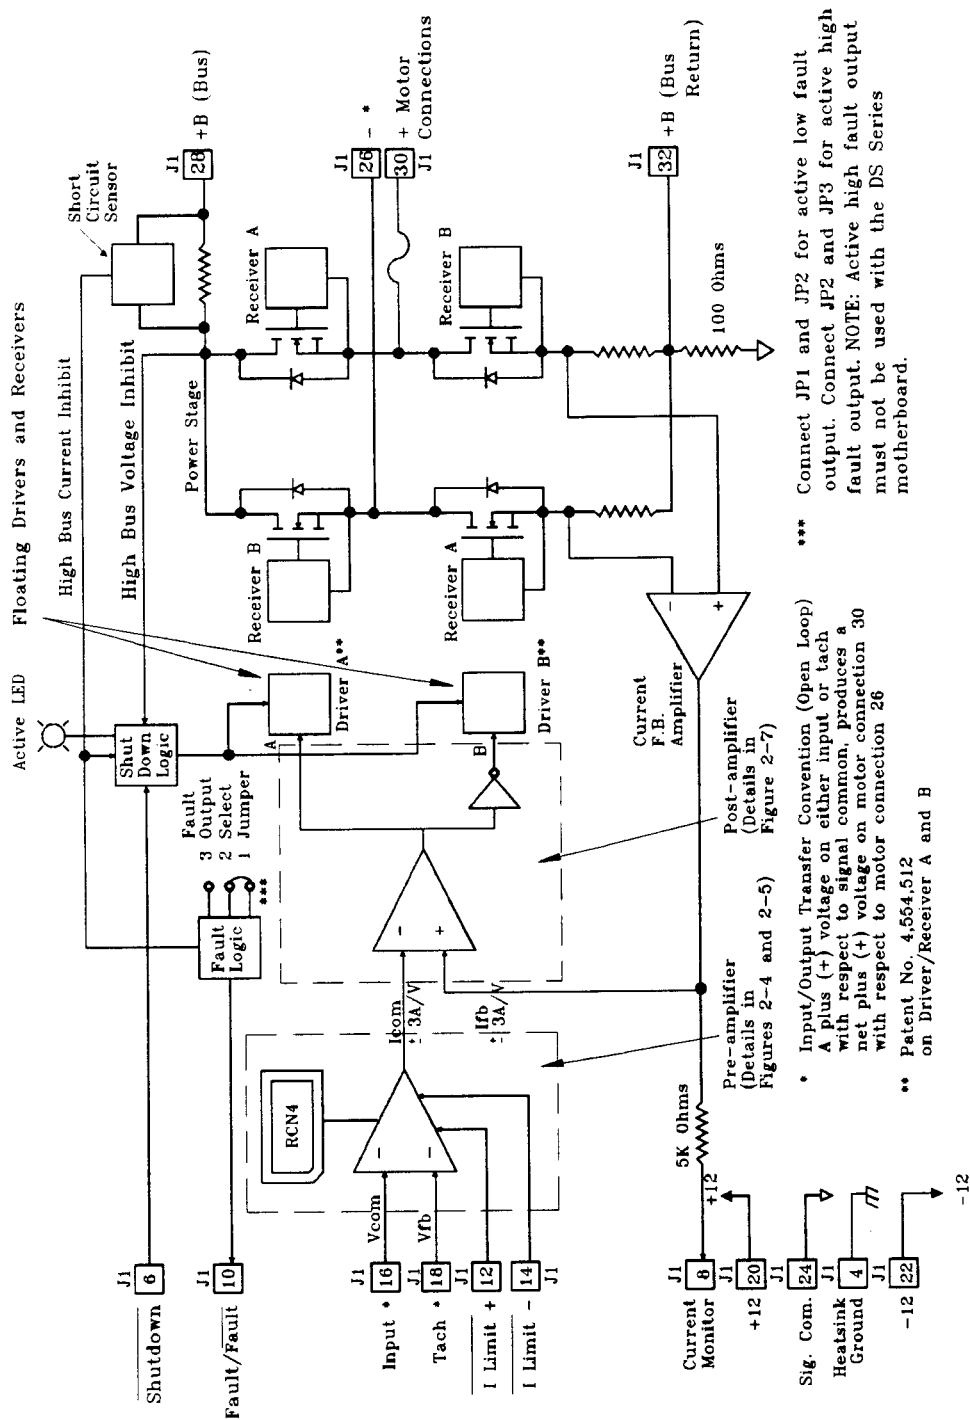 Active LED
Floating Drivers and Receivers
Short
Circuit
Sensor
High Bus Current Inhibit
High Bus Voltage Inhibit
J1
28
+B (Bus)
Shut
Down
Logic
3
2
1
Fault
Output
Select
Jumper
***
Fault
Logic
J1
6
Shutdown
J1
10
Fault/Fault
Power Stage
Receiver B
Receiver A
A
Driver A**
J1
26
- *
30
+ Motor
J1
Connections
RCN4
Vcom
Vfb
-
-
J1
16
Input *
J1
18
Tach *
J1
12
I Limit +
14
J1
I Limit -
Icom
±3A/V
Ifb
±3A/V
-
+
B
Driver B**
Receiver A
Receiver B
J1
32
+B (Bus
Return)
100 Ohms
Current
F.B.
Amplifier
-
+
Pre-amplifier
(Details in
Figures 2-4 and 2-5)
Post-amplifier
(Details in
Figure 2-7)
5K Ohms
J1
8
Current
Monitor
+12
J1
20
+12
J1
24
Sig. Com.
J1
4
Heatsink
Ground
J1
22
-12
-12
* Input/Output Transfer Convention (Open Loop)
A plus (+) voltage on either input or tach
with respect to signal common, produces a
net plus (+) voltage on motor connection 30
with respect to motor connection 26
** Patent No. 4,554,512
on Driver/Receiver A and B
*** Connect JP1 and JP2 for active low fault
output. Connect JP2 and JP3 for active high
fault output. NOTE: Active high fault output
must not be used with the DS Series
motherboard.